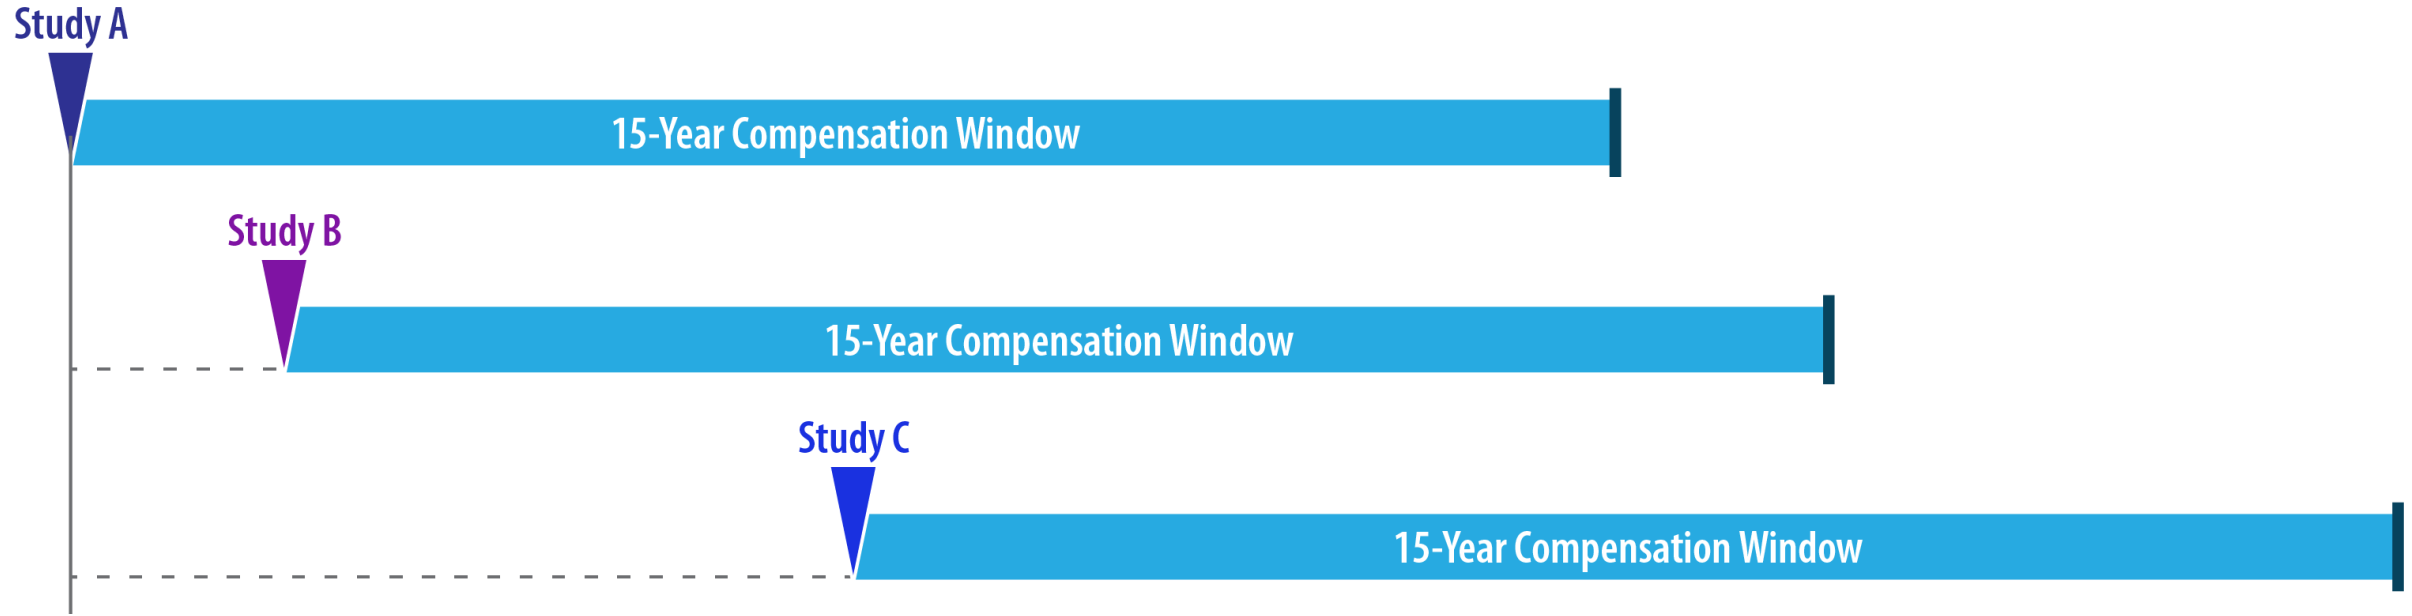 Study A
15-Year Compensation Window
Study B
15-Year Compensation Window
Study C
15-Year Compensation Window